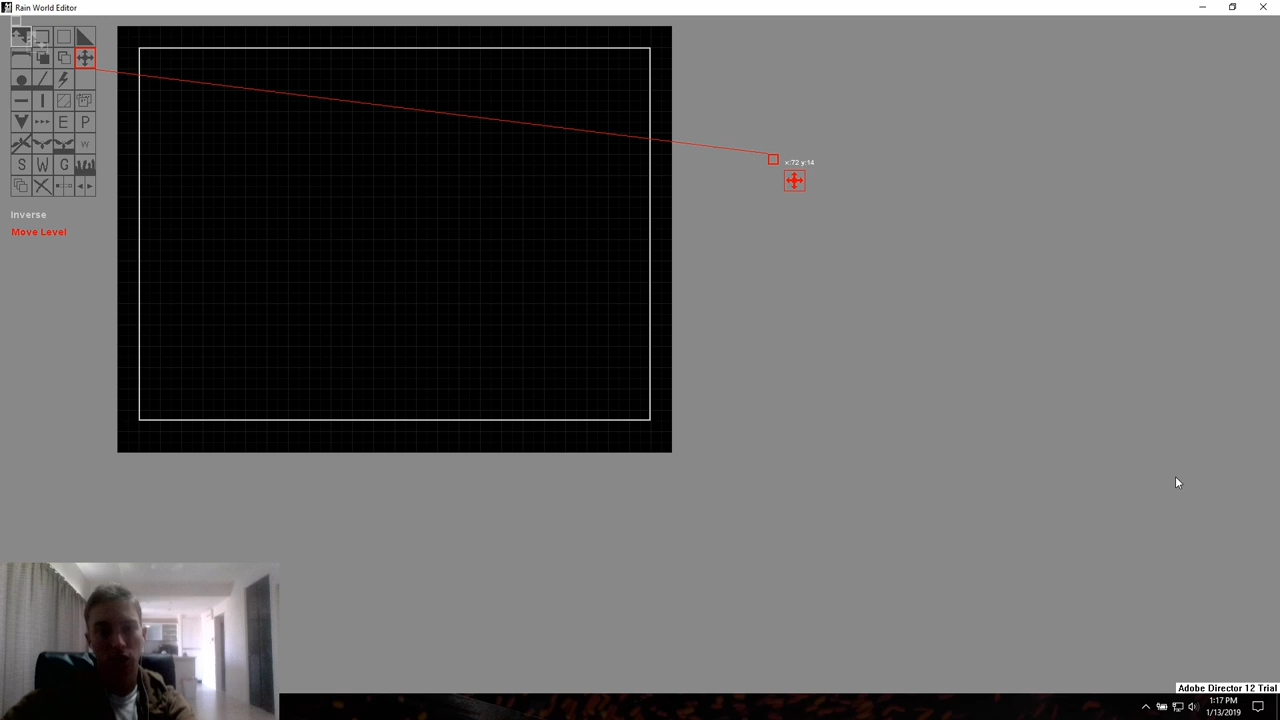 Rain World Editor
E P
W
S W G
x:72 y:14
Inverse
Move Level
Adobe Director 12 Trial
1:17 PM
1/13/2019